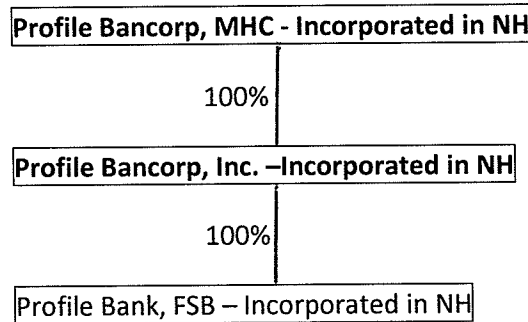 Profile Bancorp, MHC - Incorporated in NH
100%
Profile Bancorp, Inc. –Incorporated in NH
100%
Profile Bank, FSB – Incorporated in NH